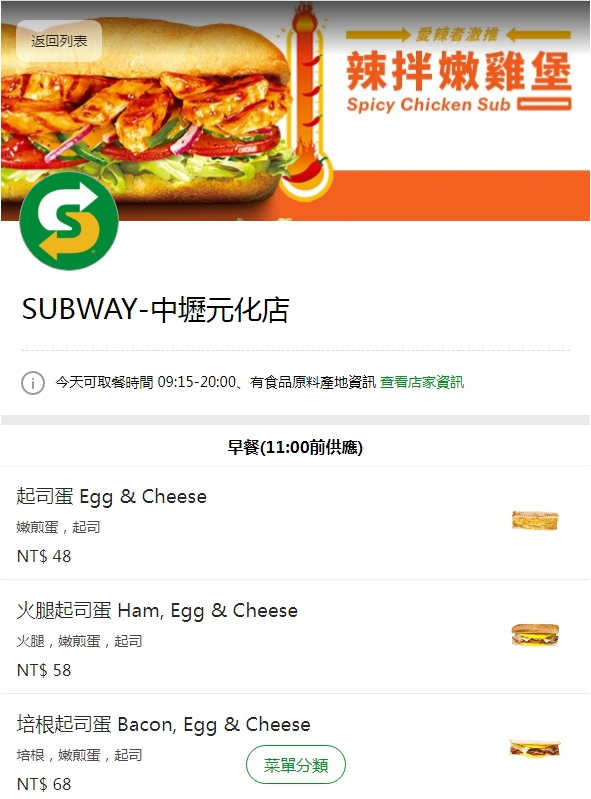 返回列表
愛辣者激推
辣拌嫩雞堡
Spicy Chicken Sub
SUBWAY-中壢元化店
今天可取餐時間 09:15-20:00、有食品原料產地資訊 查看店家資訊
早餐(11:00前供應)
起司蛋 Egg & Cheese
嫩煎蛋，起司
NT$ 48
火腿起司蛋 Ham, Egg & Cheese
火腿，嫩煎蛋，起司
NT$ 58
培根起司蛋 Bacon, Egg & Cheese
培根，嫩煎蛋，起司
NT$ 68
菜單分類